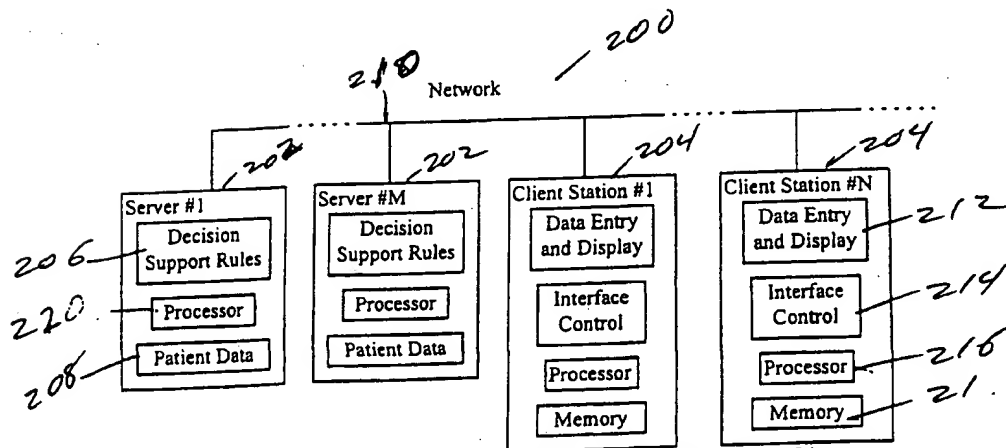 200
210
Network
202
202
204
204
Server #1
Decision
Support Rules
Processor
Patient Data
206
220
208
Server #M
Decision
Support Rules
Processor
Patient Data
Client Station #1
Data Entry
and Display
Interface
Control
Processor
Memory
Client Station #N
Data Entry
and Display
Interface
Control
Processor
Memory
212
214
216
21.